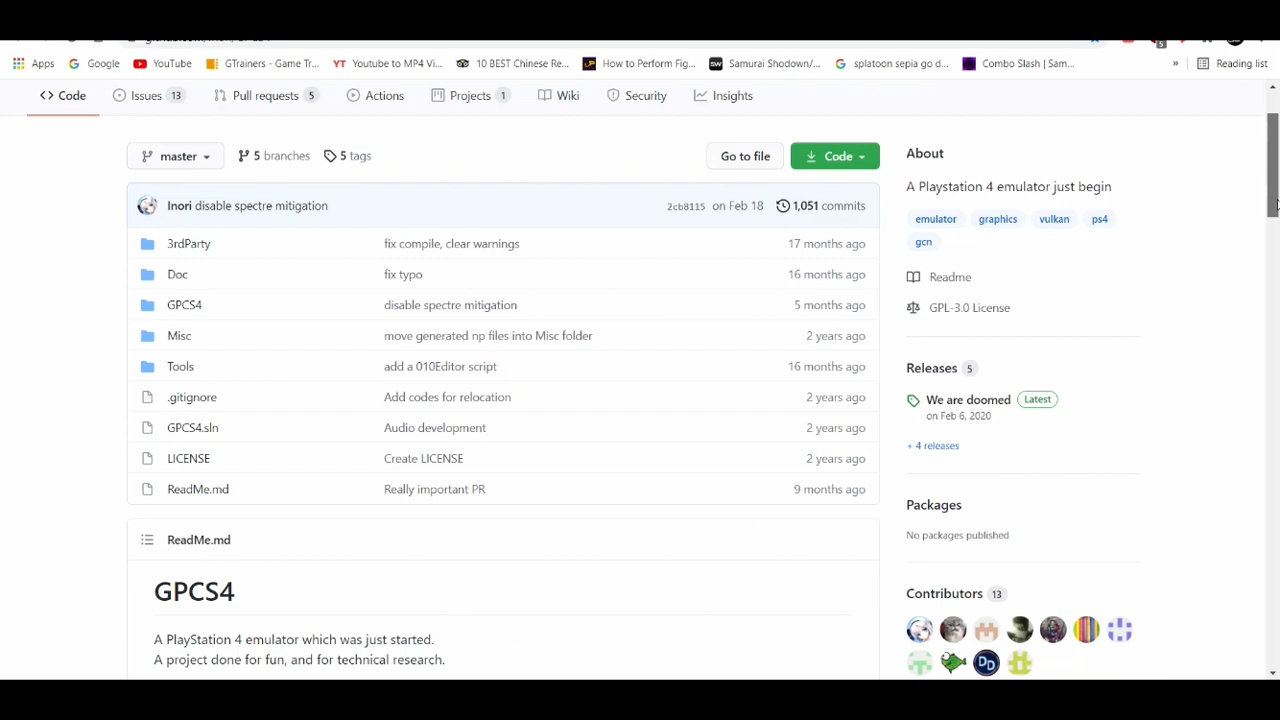 Apps Google YouTube GTrainers - Game Tr... Youtube to MP4 Vi... 10 BEST Chinese Re... How to Perform Fig... Samurai Shodown/... splatoon sepia go d... Combo Slash | Sam... » Reading list
5
<> Code Issues 13 Pull requests 5 Actions Projects 1 Wiki Security Insights
master 5 branches 5 tags Go to file Code
Inori disable spectre mitigation 2cb8115 on Feb 18 1,051 commits
3rdParty fix compile, clear warnings 17 months ago
Doc fix typo 16 months ago
GPCS4 disable spectre mitigation 5 months ago
Misc move generated np files into Misc folder 2 years ago
Tools add a 010Editor script 16 months ago
.gitignore Add codes for relocation 2 years ago
GPCS4.sln Audio development 2 years ago
LICENSE Create LICENSE 2 years ago
ReadMe.md Really important PR 9 months ago
ReadMe.md
GPCS4
A PlayStation 4 emulator which was just started.
A project done for fun, and for technical research.
About
A Playstation 4 emulator just begin
emulator graphics vulkan ps4
gcn
Readme
GPL-3.0 License
Releases 5
We are doomed Latest
on Feb 6, 2020
+ 4 releases
Packages
No packages published
Contributors 13
DD